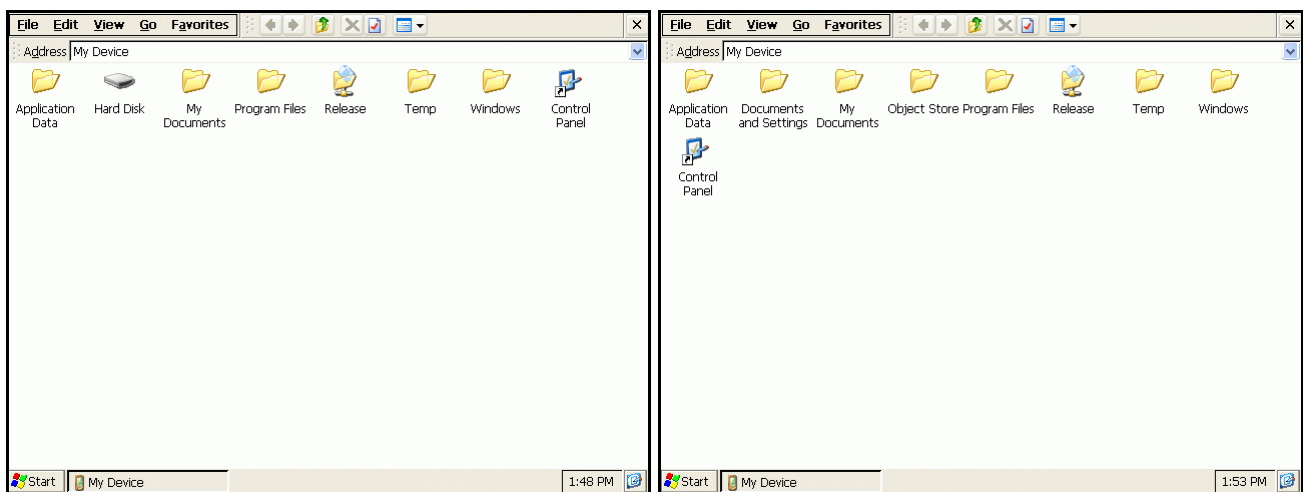 File Edit View Go Favorites
Address My Device
Application Data
Hard Disk
My Documents
Program Files
Release
Temp
Windows
Control Panel
Start My Device 1:48 PM
File Edit View Go Favorites
Address My Device
Application Data
Documents and Settings
My Documents
Object Store
Program Files
Release
Temp
Windows
Control Panel
Start My Device 1:53 PM